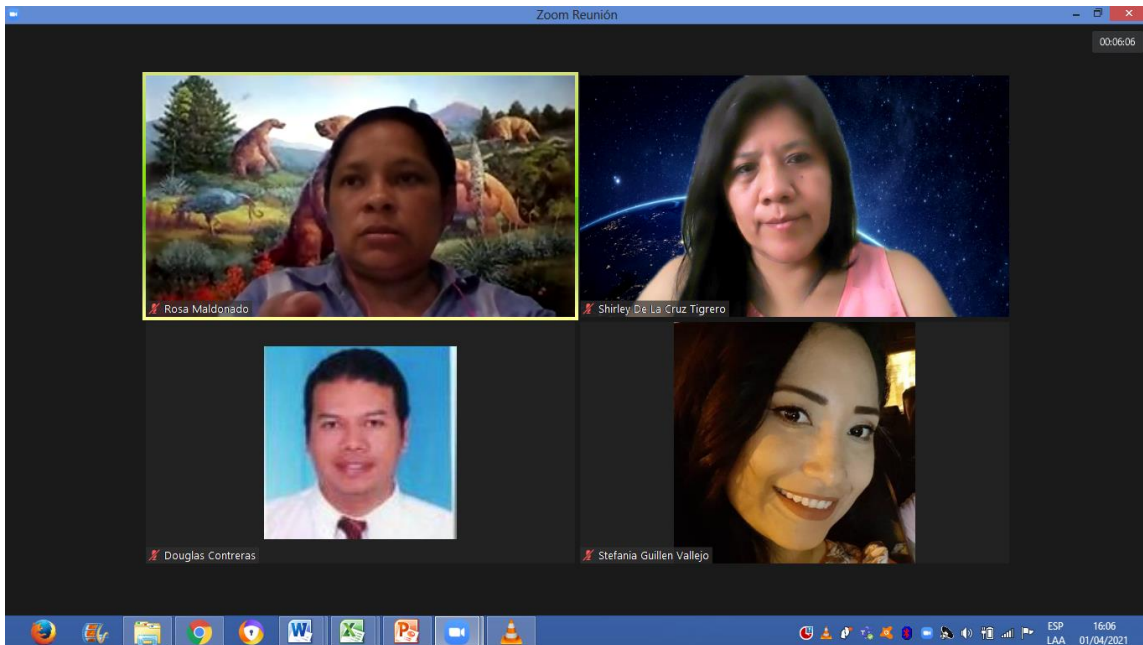 Zoom Reunión
00:06:06
Rosa Maldonado
Shirley De La Cruz Tigrero
Douglas Contreras
Stefania Guillen Vallejo
ESP 16:06
LAA 01/04/2021